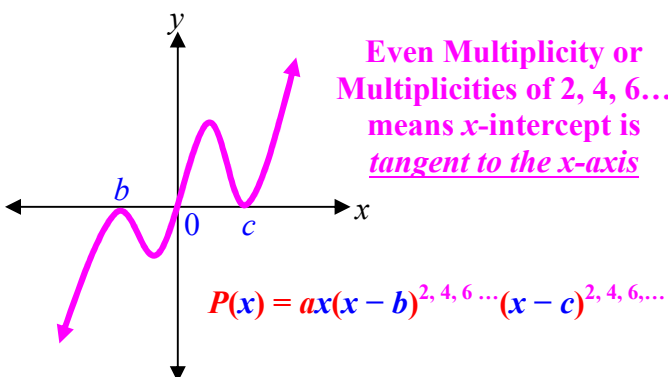 y
Even Multiplicity or
Multiplicities of 2, 4, 6…
means x-intercept is
tangent to the x-axis
b
0
c
x
P(x) = ax(x − b)^2, 4, 6 …(x − c)^2, 4, 6,…